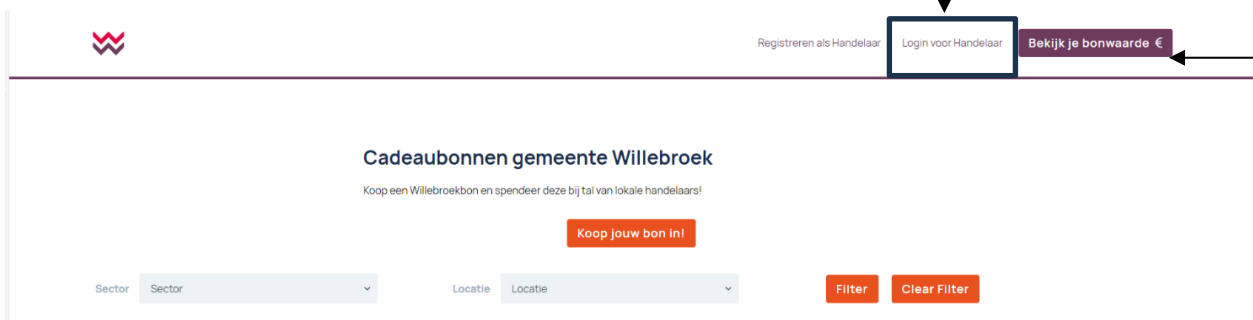 Registreren als Handelaar Login voor Handelaar Bekijk je bonwaarde €
Cadeaubonnen gemeente Willebroek
Koop een Willebroekbon en spendeer deze bij tal van lokale handelaars!
Koop jouw bon in!
Sector Sector Locatie Locatie Filter Clear Filter